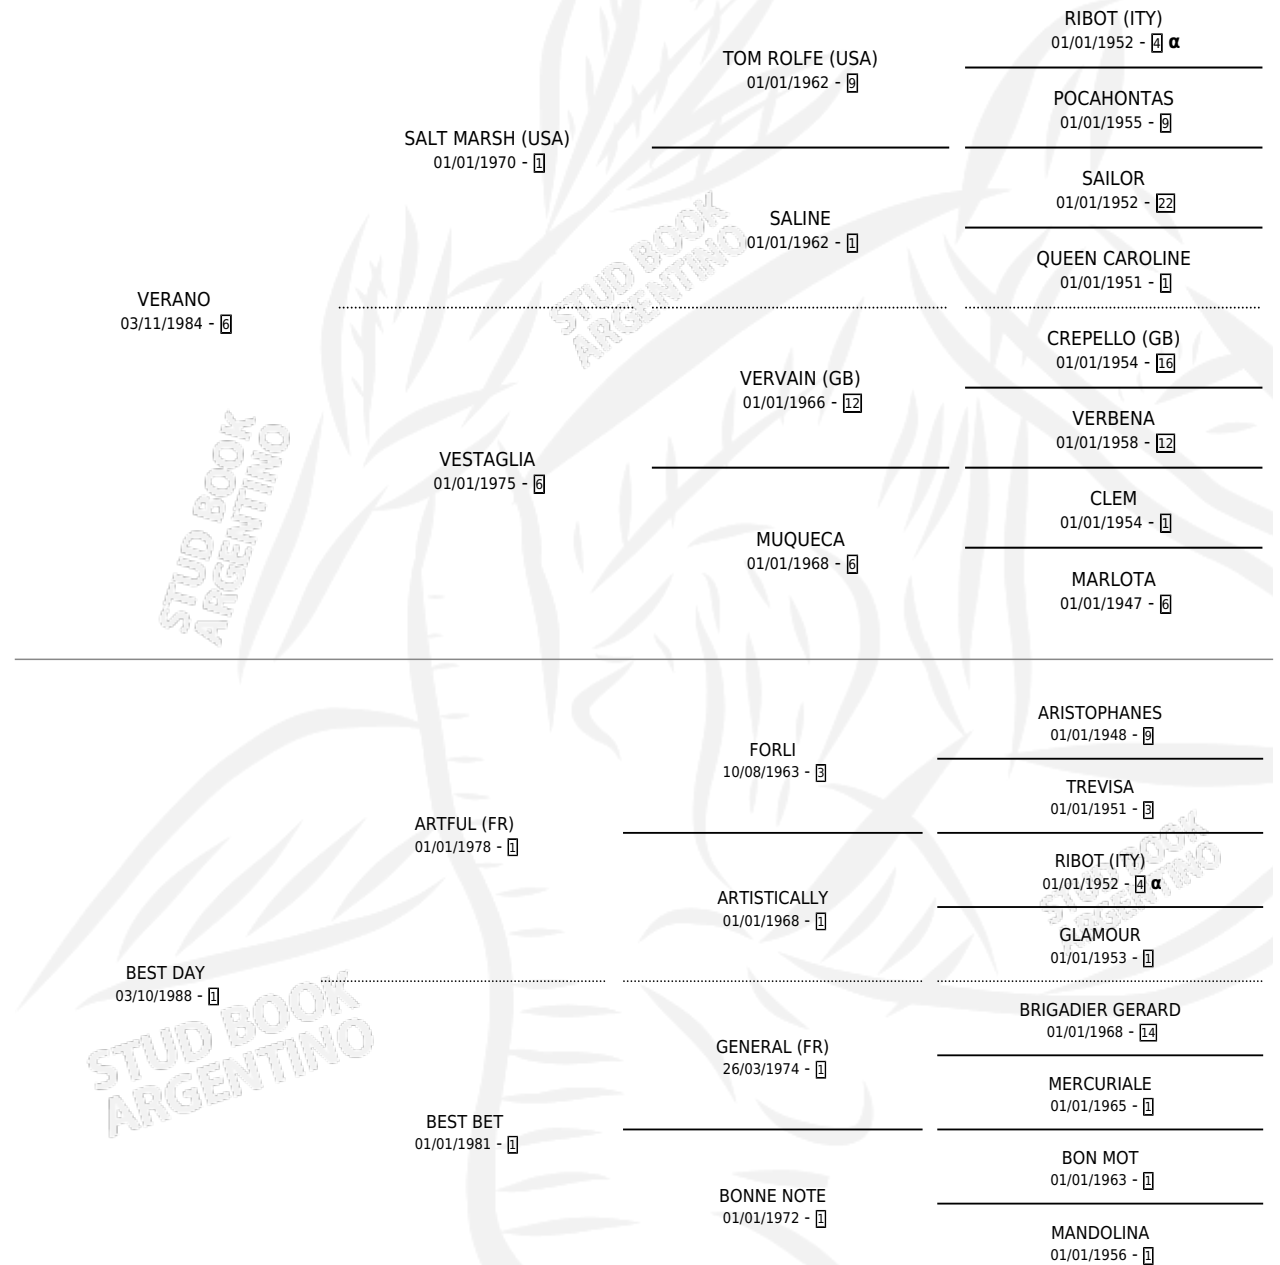 RIBOT (ITY)
01/01/1952 - 4 α
TOM ROLFE (USA)
01/01/1962 - 9
POCAHONTAS
01/01/1955 - 9
SALT MARSH (USA)
01/01/1970 - 1
SAILOR
01/01/1952 - 22
SALINE
01/01/1962 - 1
QUEEN CAROLINE
01/01/1951 - 1
STUD BOOK
ARGENTINO
VERANO
03/11/1984 - 6
CREPELLO (GB)
01/01/1954 - 16
VERVAIN (GB)
01/01/1966 - 12
VERBENA
01/01/1958 - 12
VESTAGLIA
01/01/1975 - 6
CLEM
01/01/1954 - 1
MUQUECA
01/01/1968 - 6
MARLOTA
01/01/1947 - 6
STUD BOOK
ARGENTINO
ARISTOPHANES
01/01/1948 - 9
FORLI
10/08/1963 - 3
TREVISA
01/01/1951 - 3
ARTFUL (FR)
01/01/1978 - 1
RIBOT (ITY)
01/01/1952 - 4 α
STUD BOOK
ARGENTINO
ARTISTICALLY
01/01/1968 - 1
GLAMOUR
01/01/1953 - 1
BEST DAY
03/10/1988 - 1
BRIGADIER GERARD
01/01/1968 - 14
STUD BOOK
ARGENTINO
GENERAL (FR)
26/03/1974 - 1
MERCURIALE
01/01/1965 - 1
BEST BET
01/01/1981 - 1
BON MOT
01/01/1963 - 1
BONNE NOTE
01/01/1972 - 1
MANDOLINA
01/01/1956 - 1